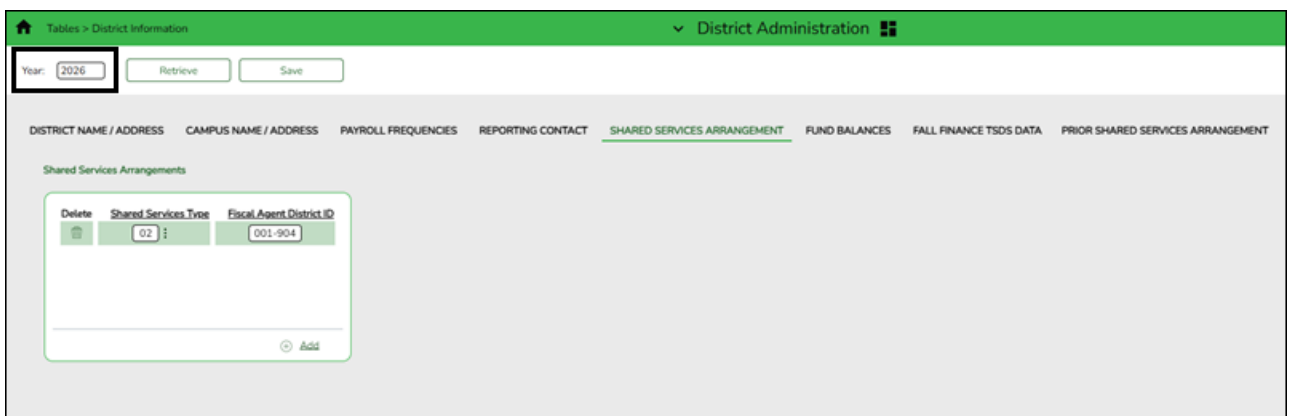 Tables > District Information
District Administration
Year: 2026 Retrieve Save
DISTRICT NAME / ADDRESS CAMPUS NAME / ADDRESS PAYROLL FREQUENCIES REPORTING CONTACT SHARED SERVICES ARRANGEMENT FUND BALANCES FALL FINANCE TSDS DATA PRIOR SHARED SERVICES ARRANGEMENT
Shared Services Arrangements
Delete Shared Services Type Fiscal Agent District ID
02 001-904
Add